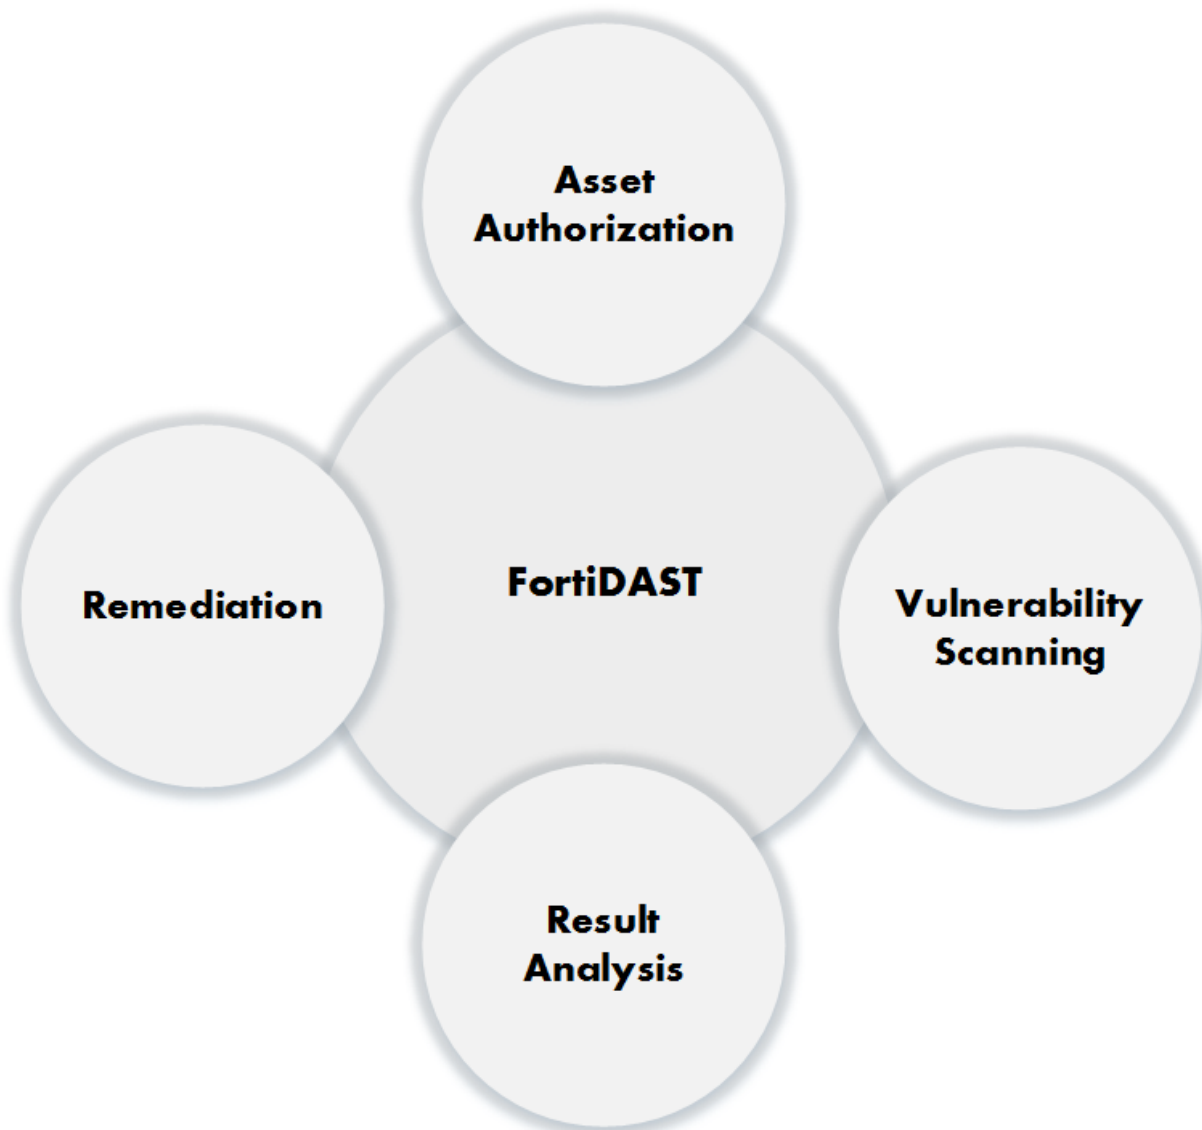 Asset
Authorization
FortiDAST
Remediation
Vulnerability
Scanning
Result
Analysis